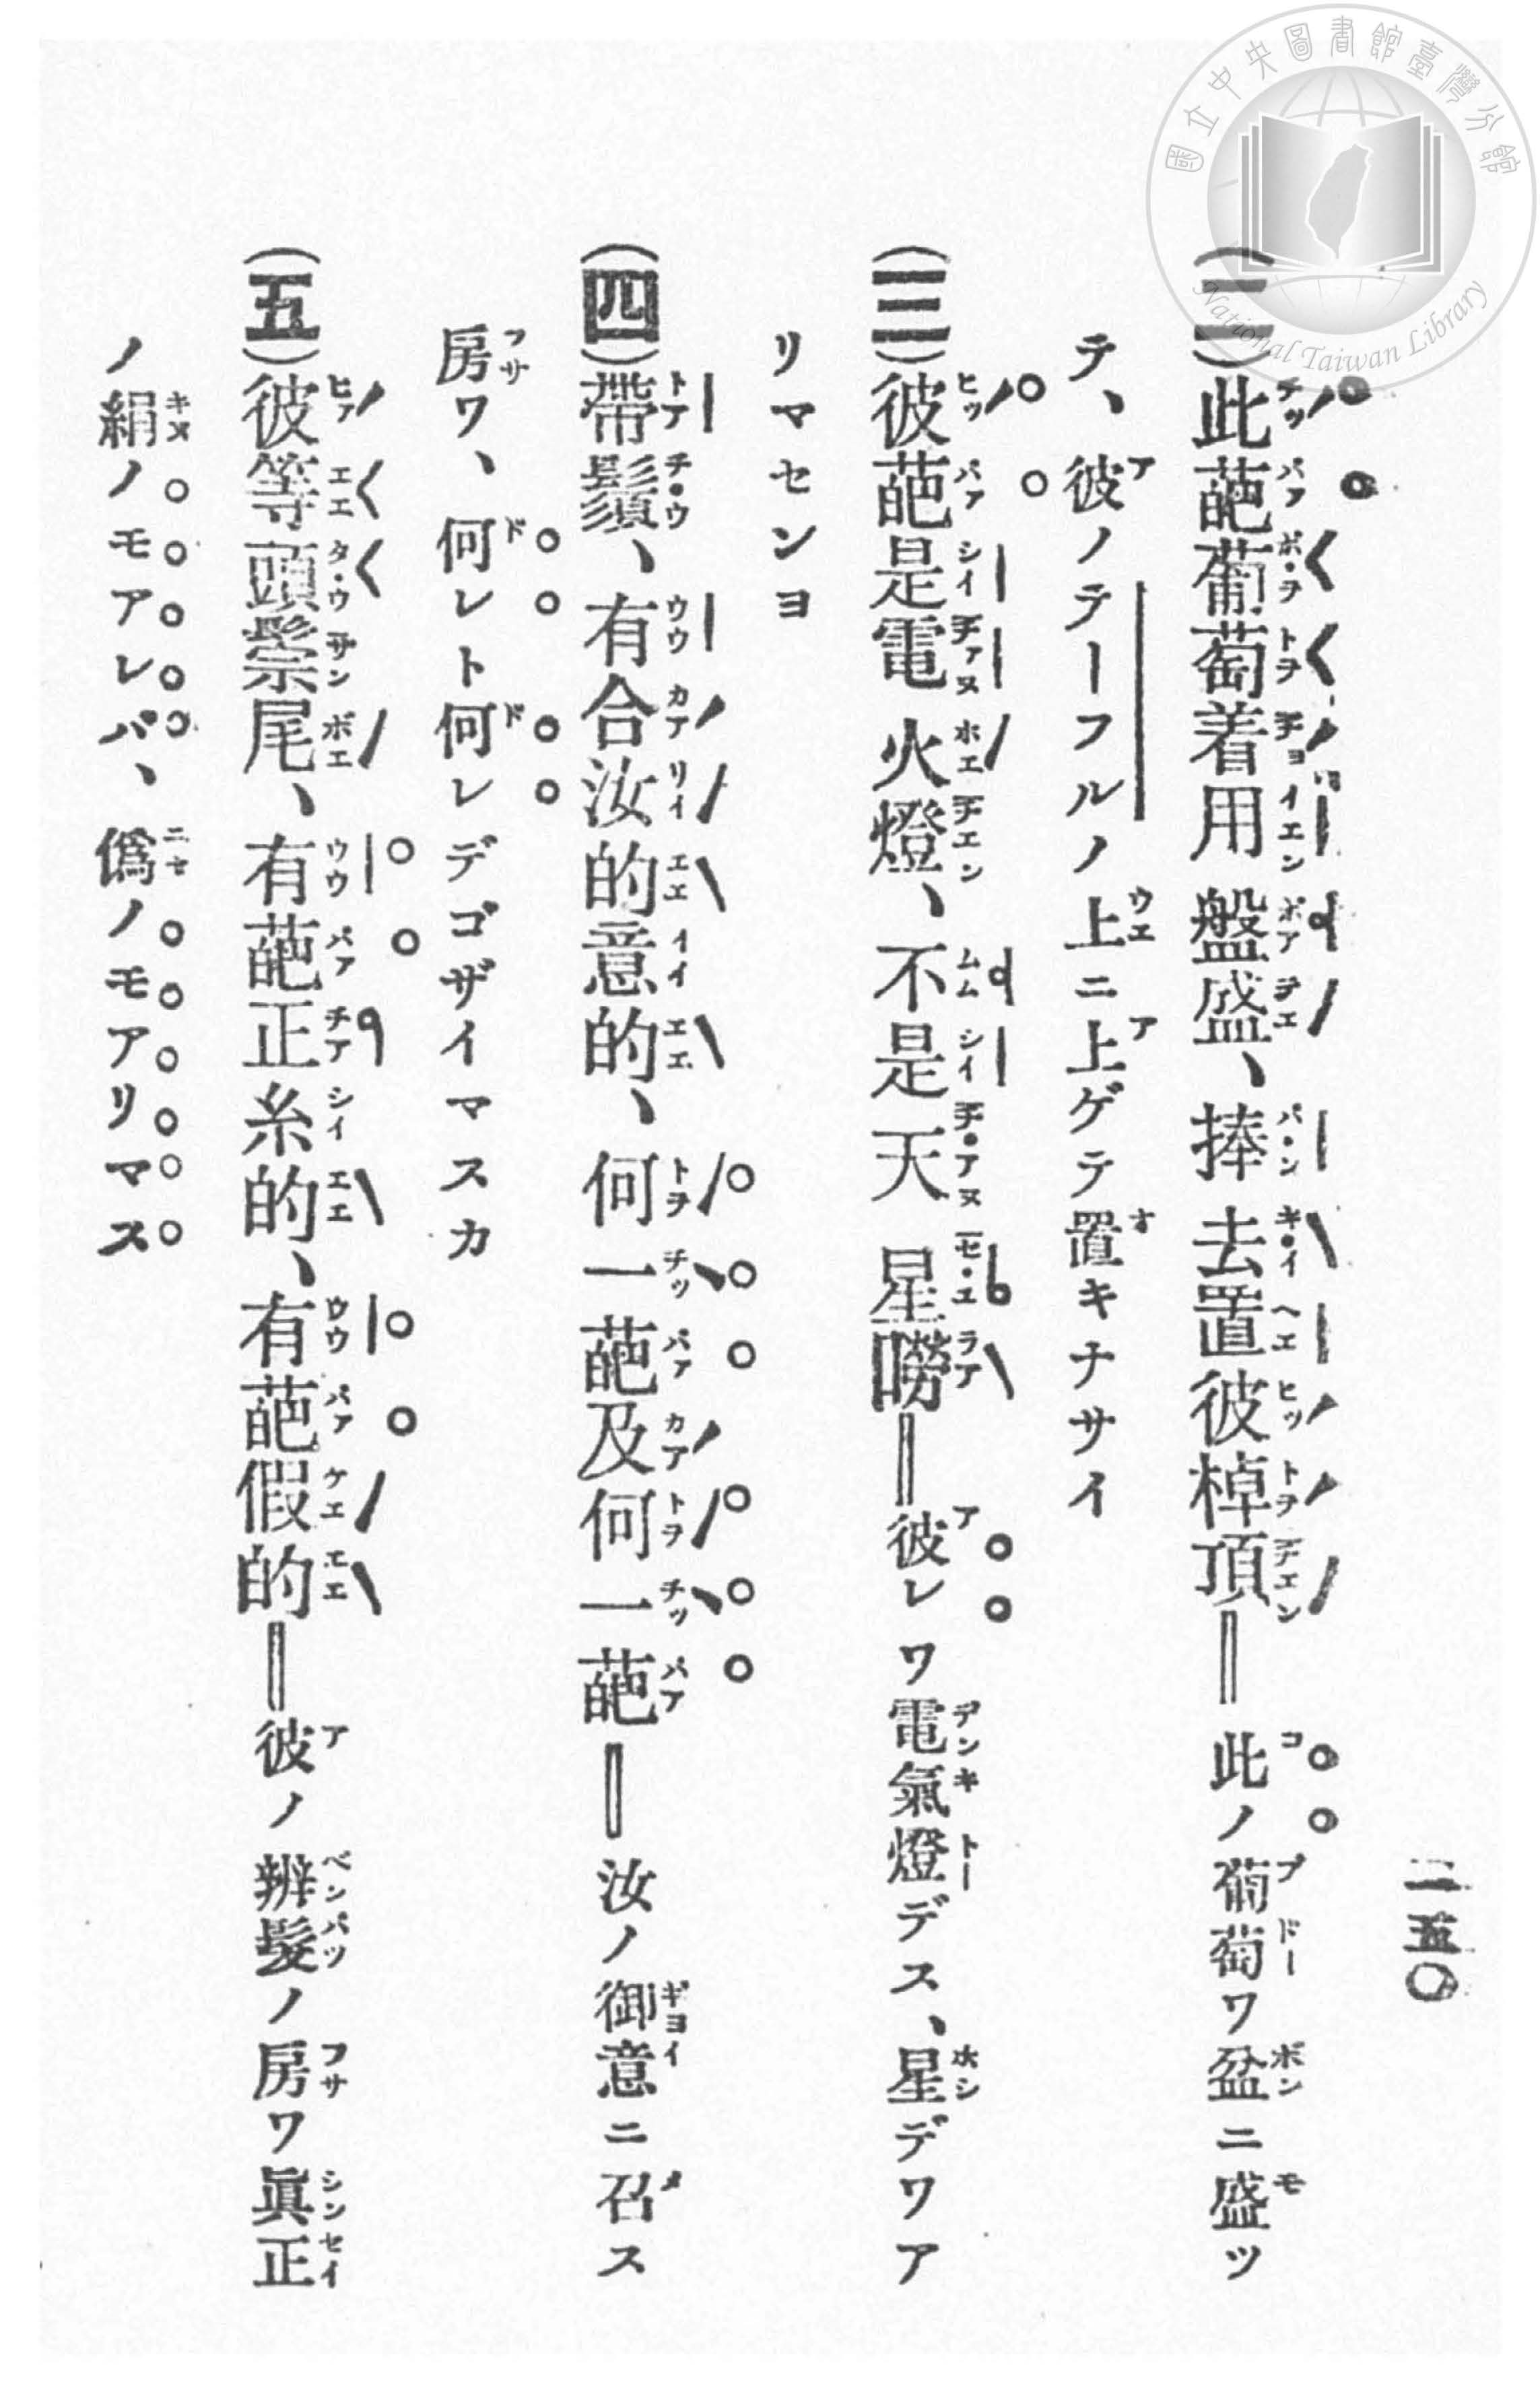 二五〇
(二)此葩葡萄着用盤盛、捧去置彼棹頂═此ノ葡萄ワ盆ニ盛ツ
テ、彼ノテーフルノ上ニ上ゲテ置キナサイ
(三)彼葩是電火燈、不是天星嘮═彼レワ電氣燈デス、星デワア
リマセンヨ
(四)帶鬚、有合汝的意的、何一葩及何一葩═汝ノ御意ニ召ス
房ワ、何レト何レデゴザイマスカ
(五)彼等頭鬃尾、有葩正糸的、有葩假的═彼ノ辨髮ノ房ワ眞正
ノ絹ノモアレバ、僞ノモアリマス
國立中央圖書館臺灣分館
National Taiwan Library